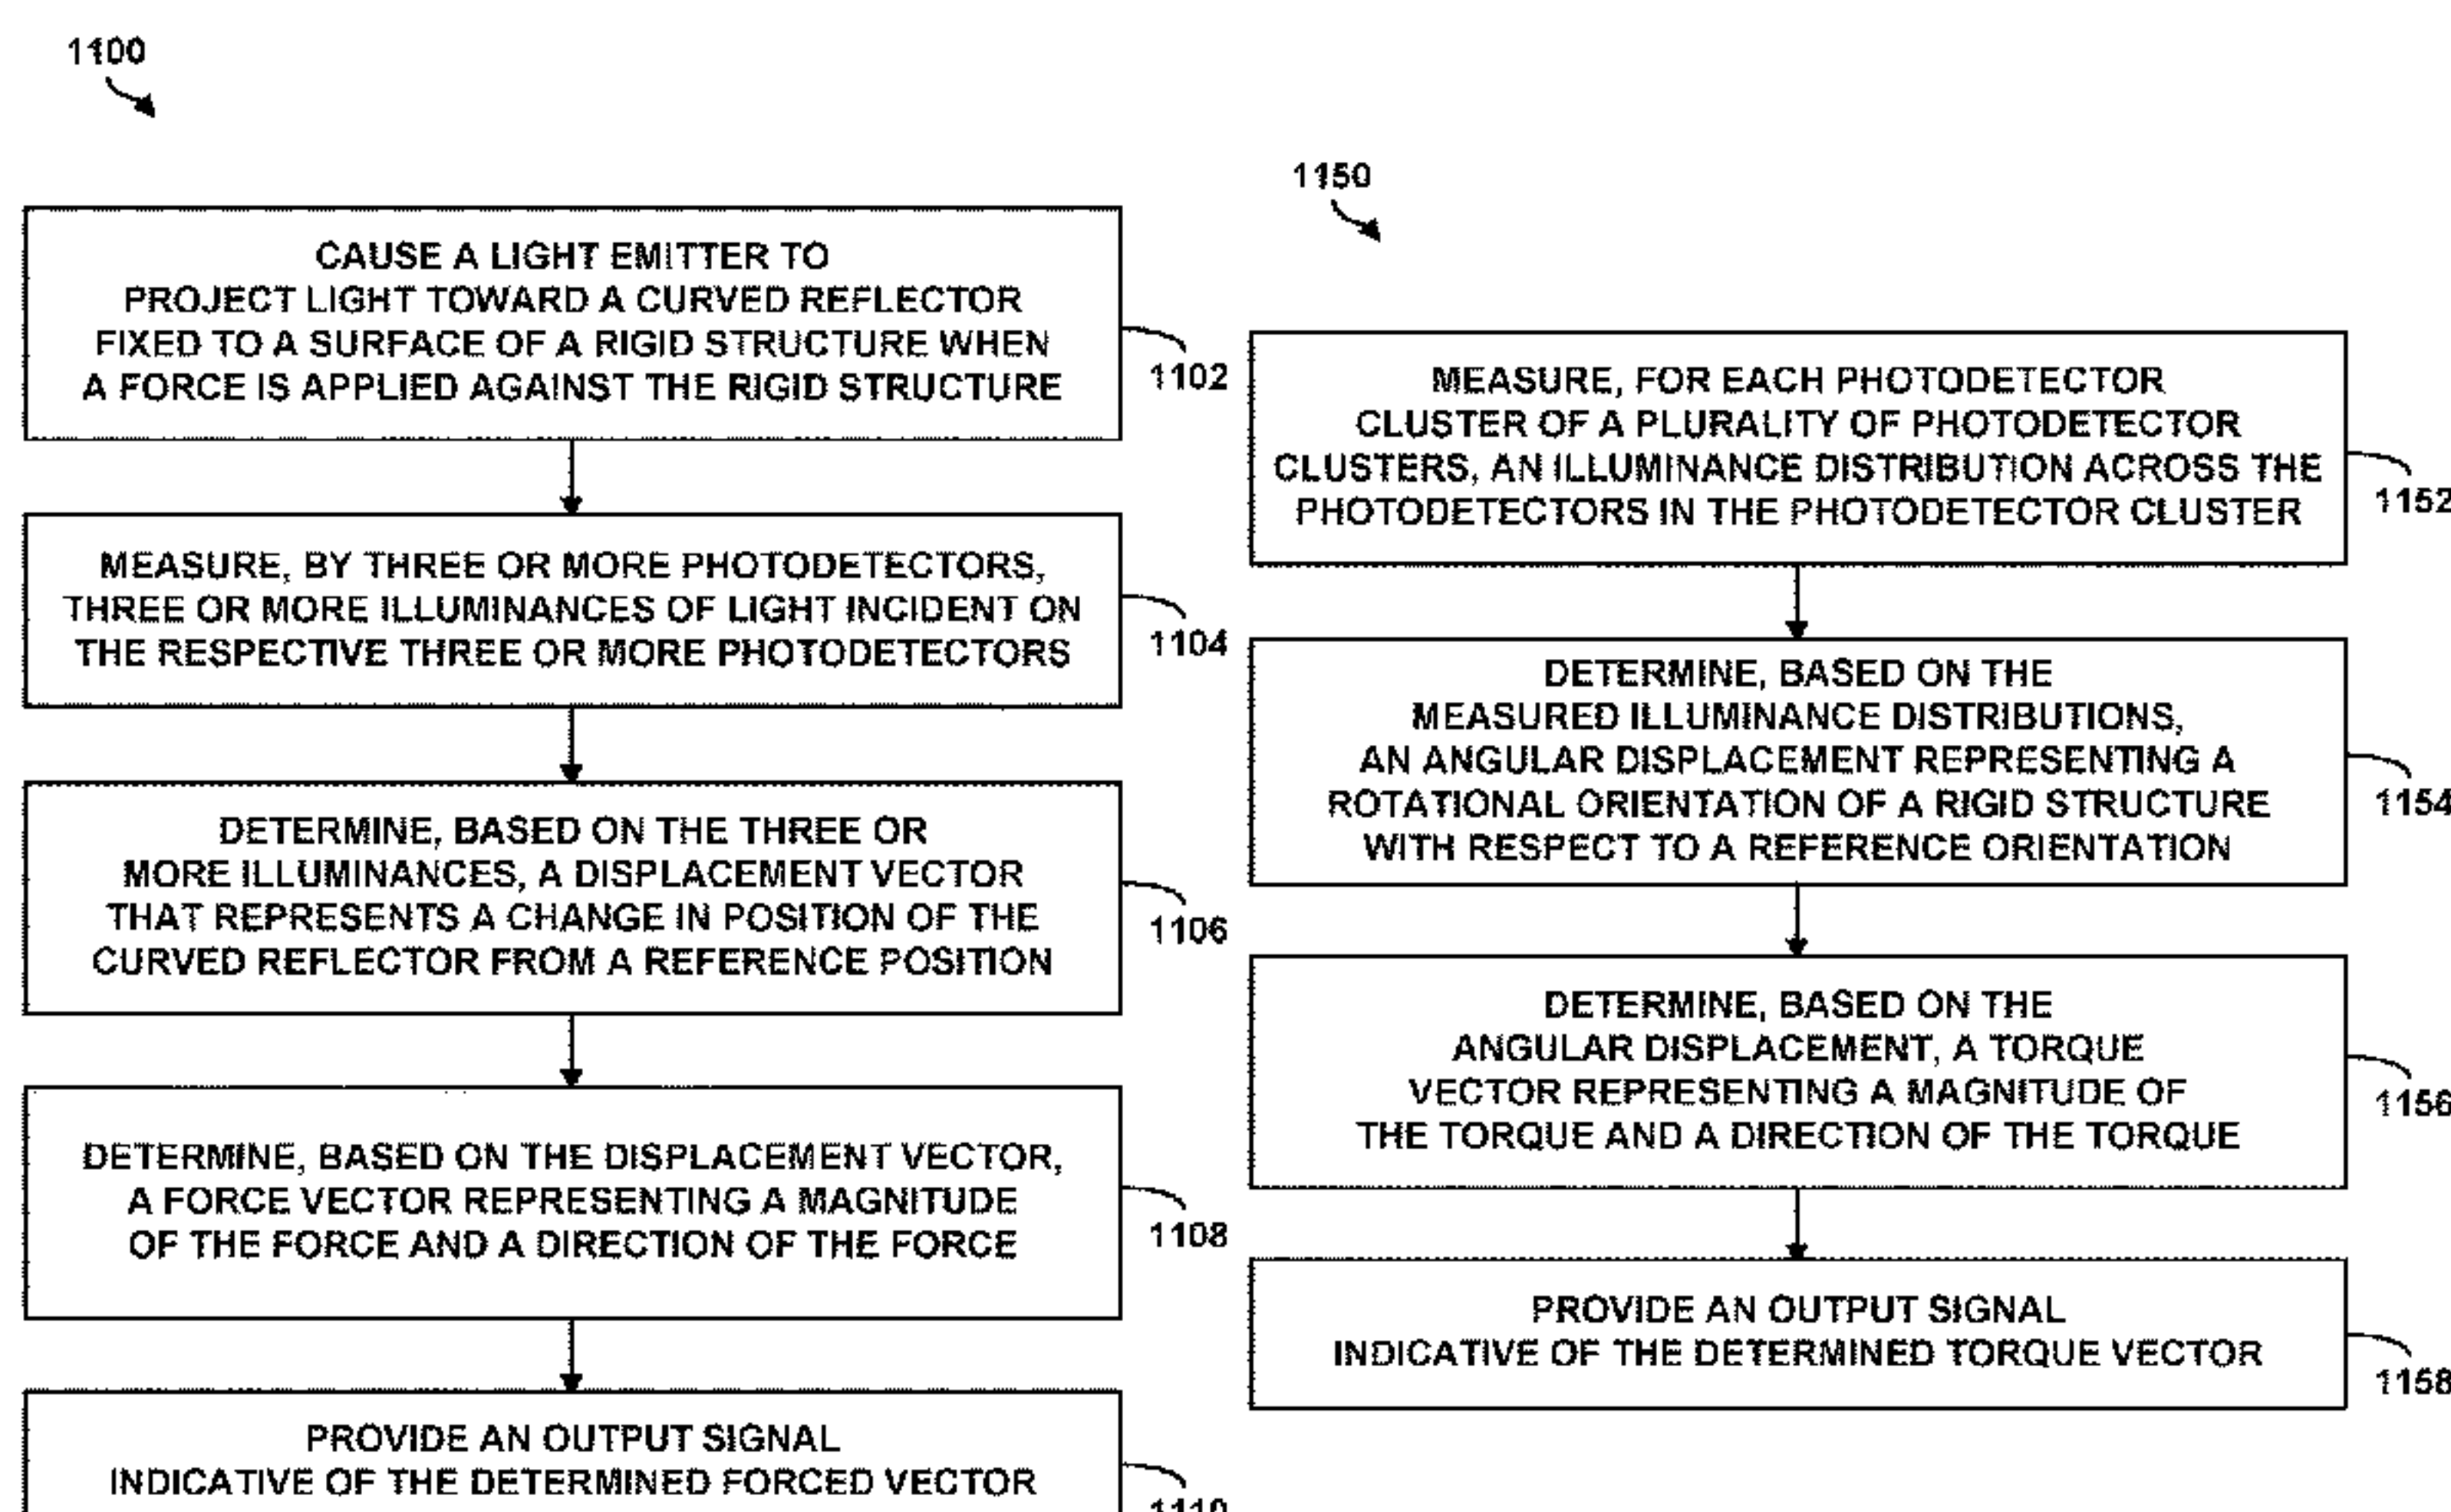 1100
CAUSE A LIGHT EMITTER TO
PROJECT LIGHT TOWARD A CURVED REFLECTOR
FIXED TO A SURFACE OF A RIGID STRUCTURE WHEN
A FORCE IS APPLIED AGAINST THE RIGID STRUCTURE
1102
MEASURE, BY THREE OR MORE PHOTODETECTORS,
THREE OR MORE ILLUMINANCES OF LIGHT INCIDENT ON
THE RESPECTIVE THREE OR MORE PHOTODETECTORS
1104
DETERMINE, BASED ON THE THREE OR
MORE ILLUMINANCES, A DISPLACEMENT VECTOR
THAT REPRESENTS A CHANGE IN POSITION OF THE
CURVED REFLECTOR FROM A REFERENCE POSITION
1106
DETERMINE, BASED ON THE DISPLACEMENT VECTOR,
A FORCE VECTOR REPRESENTING A MAGNITUDE
OF THE FORCE AND A DIRECTION OF THE FORCE
1108
PROVIDE AN OUTPUT SIGNAL
INDICATIVE OF THE DETERMINED FORCED VECTOR
1110
1150
MEASURE, FOR EACH PHOTODETECTOR
CLUSTER OF A PLURALITY OF PHOTODETECTOR
CLUSTERS, AN ILLUMINANCE DISTRIBUTION ACROSS THE
PHOTODETECTORS IN THE PHOTODETECTOR CLUSTER
1152
DETERMINE, BASED ON THE
MEASURED ILLUMINANCE DISTRIBUTIONS,
AN ANGULAR DISPLACEMENT REPRESENTING A
ROTATIONAL ORIENTATION OF A RIGID STRUCTURE
WITH RESPECT TO A REFERENCE ORIENTATION
1154
DETERMINE, BASED ON THE
ANGULAR DISPLACEMENT, A TORQUE
VECTOR REPRESENTING A MAGNITUDE OF
THE TORQUE AND A DIRECTION OF THE TORQUE
1156
PROVIDE AN OUTPUT SIGNAL
INDICATIVE OF THE DETERMINED TORQUE VECTOR
1158